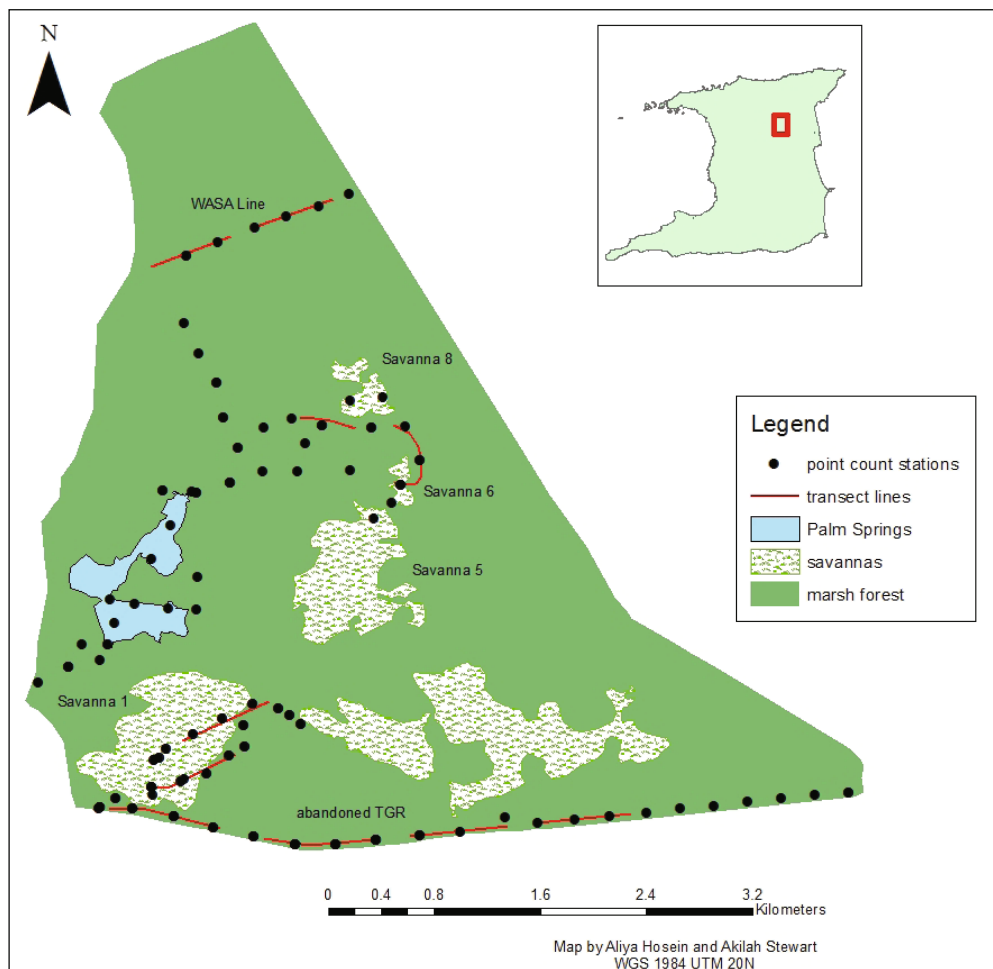 N
WASA Line
Savanna 8
Savanna 6
Savanna 5
Savanna 1
abandoned TGR
Legend
point count stations
transect lines
Palm Springs
savannas
marsh forest
0 0.4 0.8 1.6 2.4 3.2
Kilometers
Map by Aliya Hosein and Akilah Stewart
WGS 1984 UTM 20N